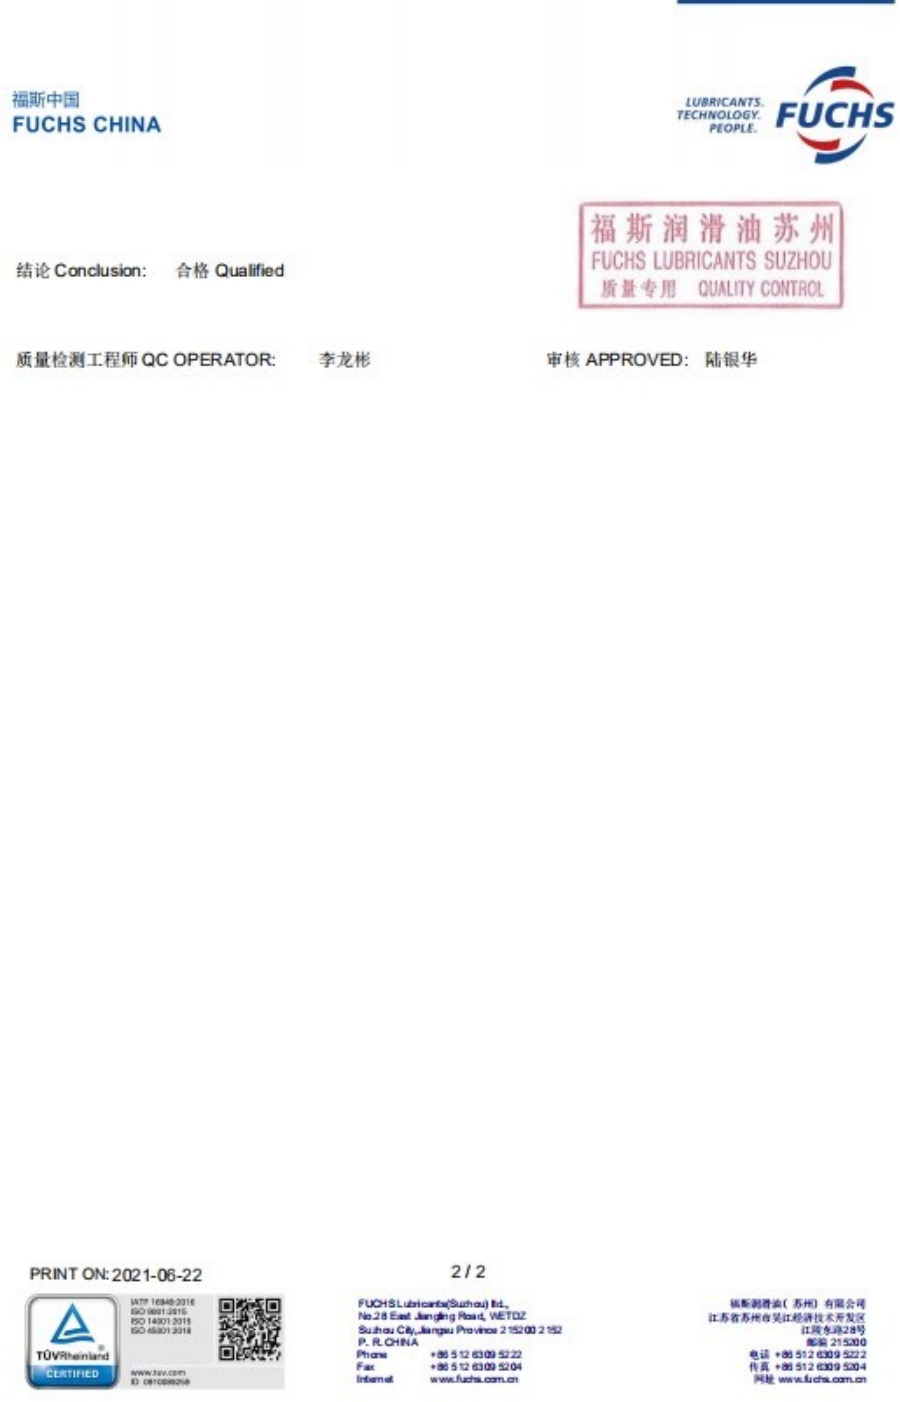 福斯中国
FUCHS CHINA
LUBRICANTS.
TECHNOLOGY.
PEOPLE.
FUCHS
福斯润滑油苏州
FUCHS LUBRICANTS SUZHOU
质量专用 QUALITY CONTROL
结论 Conclusion: 合格 Qualified
质量检测工程师 QC OPERATOR: 李龙彬
审核 APPROVED: 陆银华
PRINT ON: 2021-06-22
2 / 2
TÜVRheinland
CERTIFIED
IATF 16949:2016
ISO 9001:2015
ISO 14001:2015
ISO 45001:2018
www.tuv.com
ID
FUCHS Lubricants(Suzhou) ltd.,
No.28 East Jiangling Road, WETDZ
Suzhou City,Jiangsu Province 215200 2152
P. R. CHINA
Phone +86 512 6309 5222
Fax +86 512 6309 5204
Internet www.fuchs.com.cn
福斯润滑油(苏州) 有限公司
江苏省苏州市吴江经济技术开发区
江陵东路28号
邮编 215200
电话 +86 512 6309 5222
传真 +86 512 6309 5204
网址 www.fuchs.com.cn